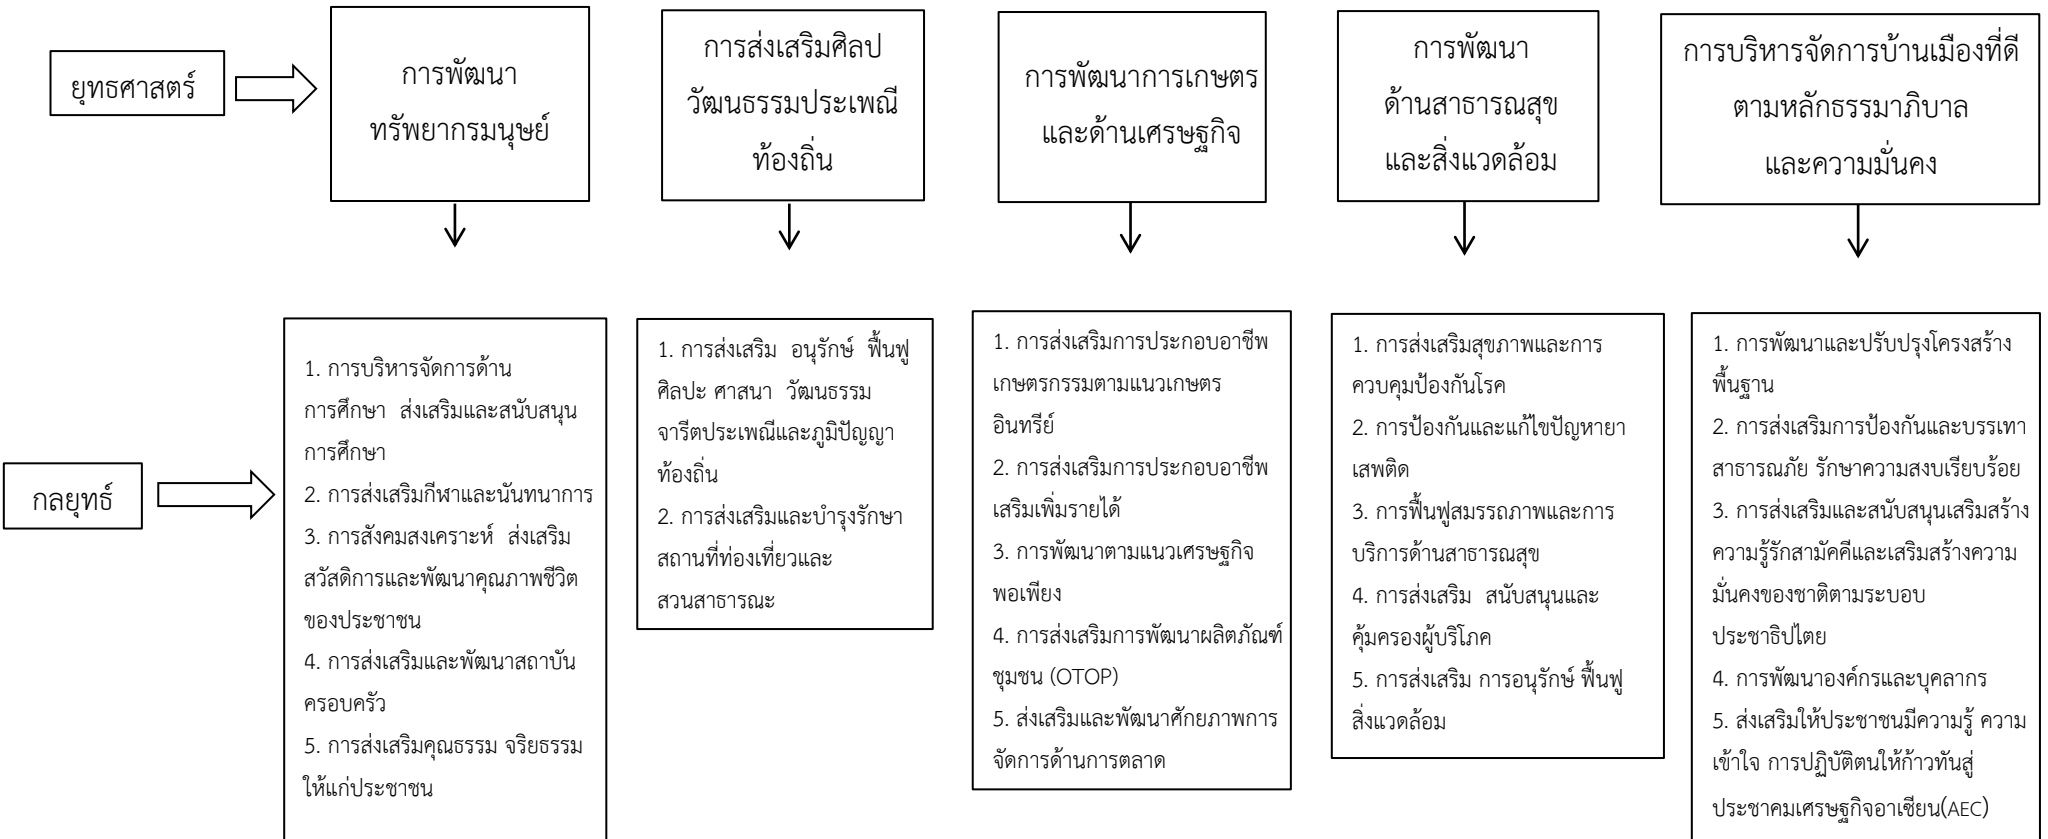 ยุทธศาสตร์
การพัฒนา
ทรัพยากรมนุษย์
การส่งเสริมศิลป
วัฒนธรรมประเพณี
ท้องถิ่น
การพัฒนาการเกษตร
และด้านเศรษฐกิจ
การพัฒนา
ด้านสาธารณสุข
และสิ่งแวดล้อม
การบริหารจัดการบ้านเมืองที่ดี
ตามหลักธรรมาภิบาล
และความมั่นคง
กลยุทธ์
1. การบริหารจัดการด้าน
การศึกษา ส่งเสริมและสนับสนุน
การศึกษา
2. การส่งเสริมกีฬาและนันทนาการ
3. การสังคมสงเคราะห์ ส่งเสริม
สวัสดิการและพัฒนาคุณภาพชีวิต
ของประชาชน
4. การส่งเสริมและพัฒนาสถาบัน
ครอบครัว
5. การส่งเสริมคุณธรรม จริยธรรม
ให้แก่ประชาชน
1. การส่งเสริม อนุรักษ์ ฟื้นฟู
ศิลปะ ศาสนา วัฒนธรรม
จารีตประเพณีและภูมิปัญญา
ท้องถิ่น
2. การส่งเสริมและบำรุงรักษา
สถานที่ท่องเที่ยวและ
สวนสาธารณะ
1. การส่งเสริมการประกอบอาชีพ
เกษตรกรรมตามแนวเกษตร
อินทรีย์
2. การส่งเสริมการประกอบอาชีพ
เสริมเพิ่มรายได้
3. การพัฒนาตามแนวเศรษฐกิจ
พอเพียง
4. การส่งเสริมการพัฒนาผลิตภัณฑ์
ชุมชน (OTOP)
5. ส่งเสริมและพัฒนาศักยภาพการ
จัดการด้านการตลาด
1. การส่งเสริมสุขภาพและการ
ควบคุมป้องกันโรค
2. การป้องกันและแก้ไขปัญหายา
เสพติด
3. การฟื้นฟูสมรรถภาพและการ
บริการด้านสาธารณสุข
4. การส่งเสริม สนับสนุนและ
คุ้มครองผู้บริโภค
5. การส่งเสริม การอนุรักษ์ ฟื้นฟู
สิ่งแวดล้อม
1. การพัฒนาและปรับปรุงโครงสร้าง
พื้นฐาน
2. การส่งเสริมการป้องกันและบรรเทา
สาธารณภัย รักษาความสงบเรียบร้อย
3. การส่งเสริมและสนับสนุนเสริมสร้าง
ความรู้รักสามัคคีและเสริมสร้างความ
มั่นคงของชาติตามระบอบ
ประชาธิปไตย
4. การพัฒนาองค์กรและบุคลากร
5. ส่งเสริมให้ประชาชนมีความรู้ ความ
เข้าใจ การปฏิบัติตนให้ก้าวทันสู่
ประชาคมเศรษฐกิจอาเซียน(AEC)